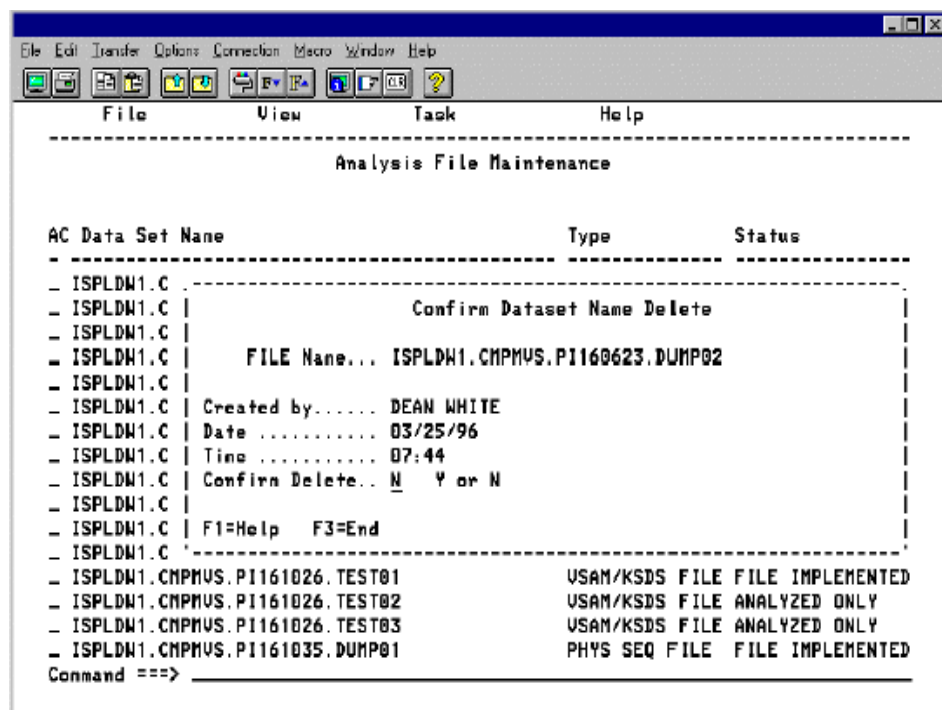 File Edit Transfer Options Connection Macro Window Help
File View Task Help
Analysis File Maintenance
AC Data Set Name Type Status
_ ISPLDW1.C
_ ISPLDW1.C | Confirm Dataset Name Delete |
_ ISPLDW1.C | |
_ ISPLDW1.C | FILE Name... ISPLDW1.CMPMVS.PI160623.DUMP02 |
_ ISPLDW1.C | |
_ ISPLDW1.C | Created by...... DEAN WHITE |
_ ISPLDW1.C | Date ........... 03/25/96 |
_ ISPLDW1.C | Time ........... 07:44 |
_ ISPLDW1.C | Confirm Delete.. N Y or N |
_ ISPLDW1.C | |
_ ISPLDW1.C | F1=Help F3=End |
_ ISPLDW1.C
_ ISPLDW1.CMPMVS.PI161026.TEST01 VSAM/KSDS FILE FILE IMPLEMENTED
_ ISPLDW1.CMPMVS.PI161026.TEST02 VSAM/KSDS FILE ANALYZED ONLY
_ ISPLDW1.CMPMVS.PI161026.TEST03 VSAM/KSDS FILE ANALYZED ONLY
_ ISPLDW1.CMPMVS.PI161035.DUMP01 PHYS SEQ FILE FILE IMPLEMENTED
Command ===>